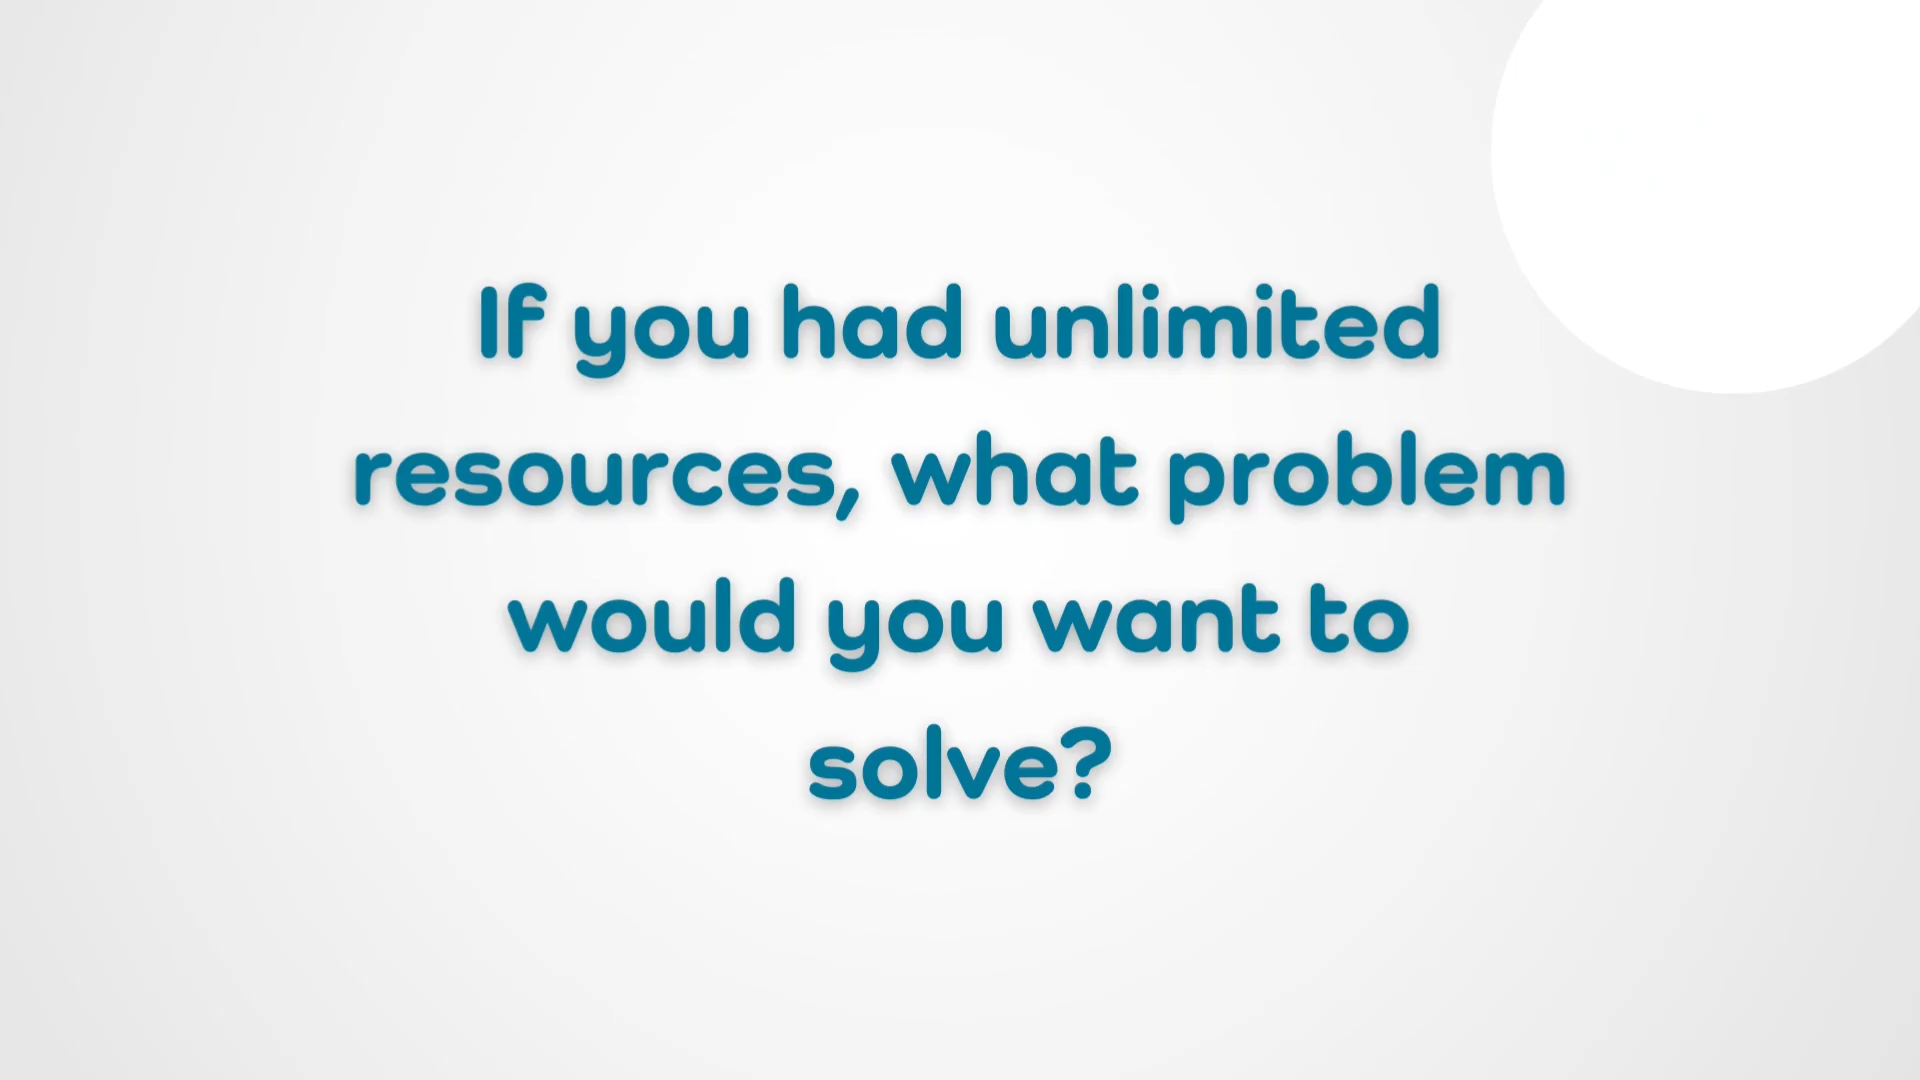 If you had unlimited
resources, what problem
would you want to
solve?